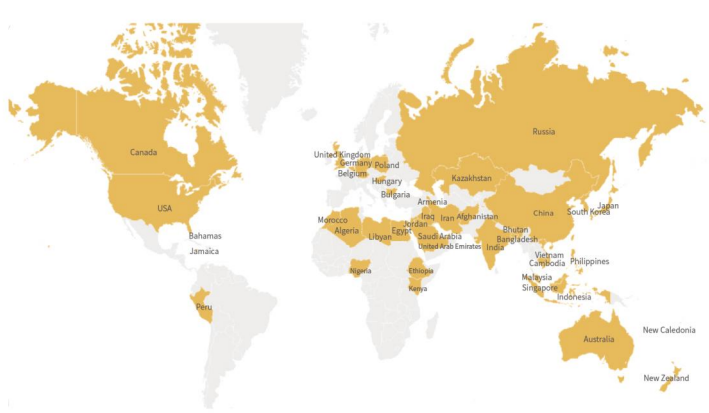 Russia
Canada
United Kingdom
Germany
Poland
Belgium
Kazakhstan
Hungary
Bulgaria
Armenia
USA
Japan
South Korea
China
Morocco
Iraq
Iran
Afghanistan
Jordan
Algeria
Egypt
Libyan
Bhutan
Bahamas
Saudi Arabia
Bangladesh
United Arab Emirates
India
Jamaica
Vietnam
Philippines
Cambodia
Nigeria
Ethiopia
Malaysia
Kenya
Singapore
Indonesia
Peru
New Caledonia
Australia
New Zealand